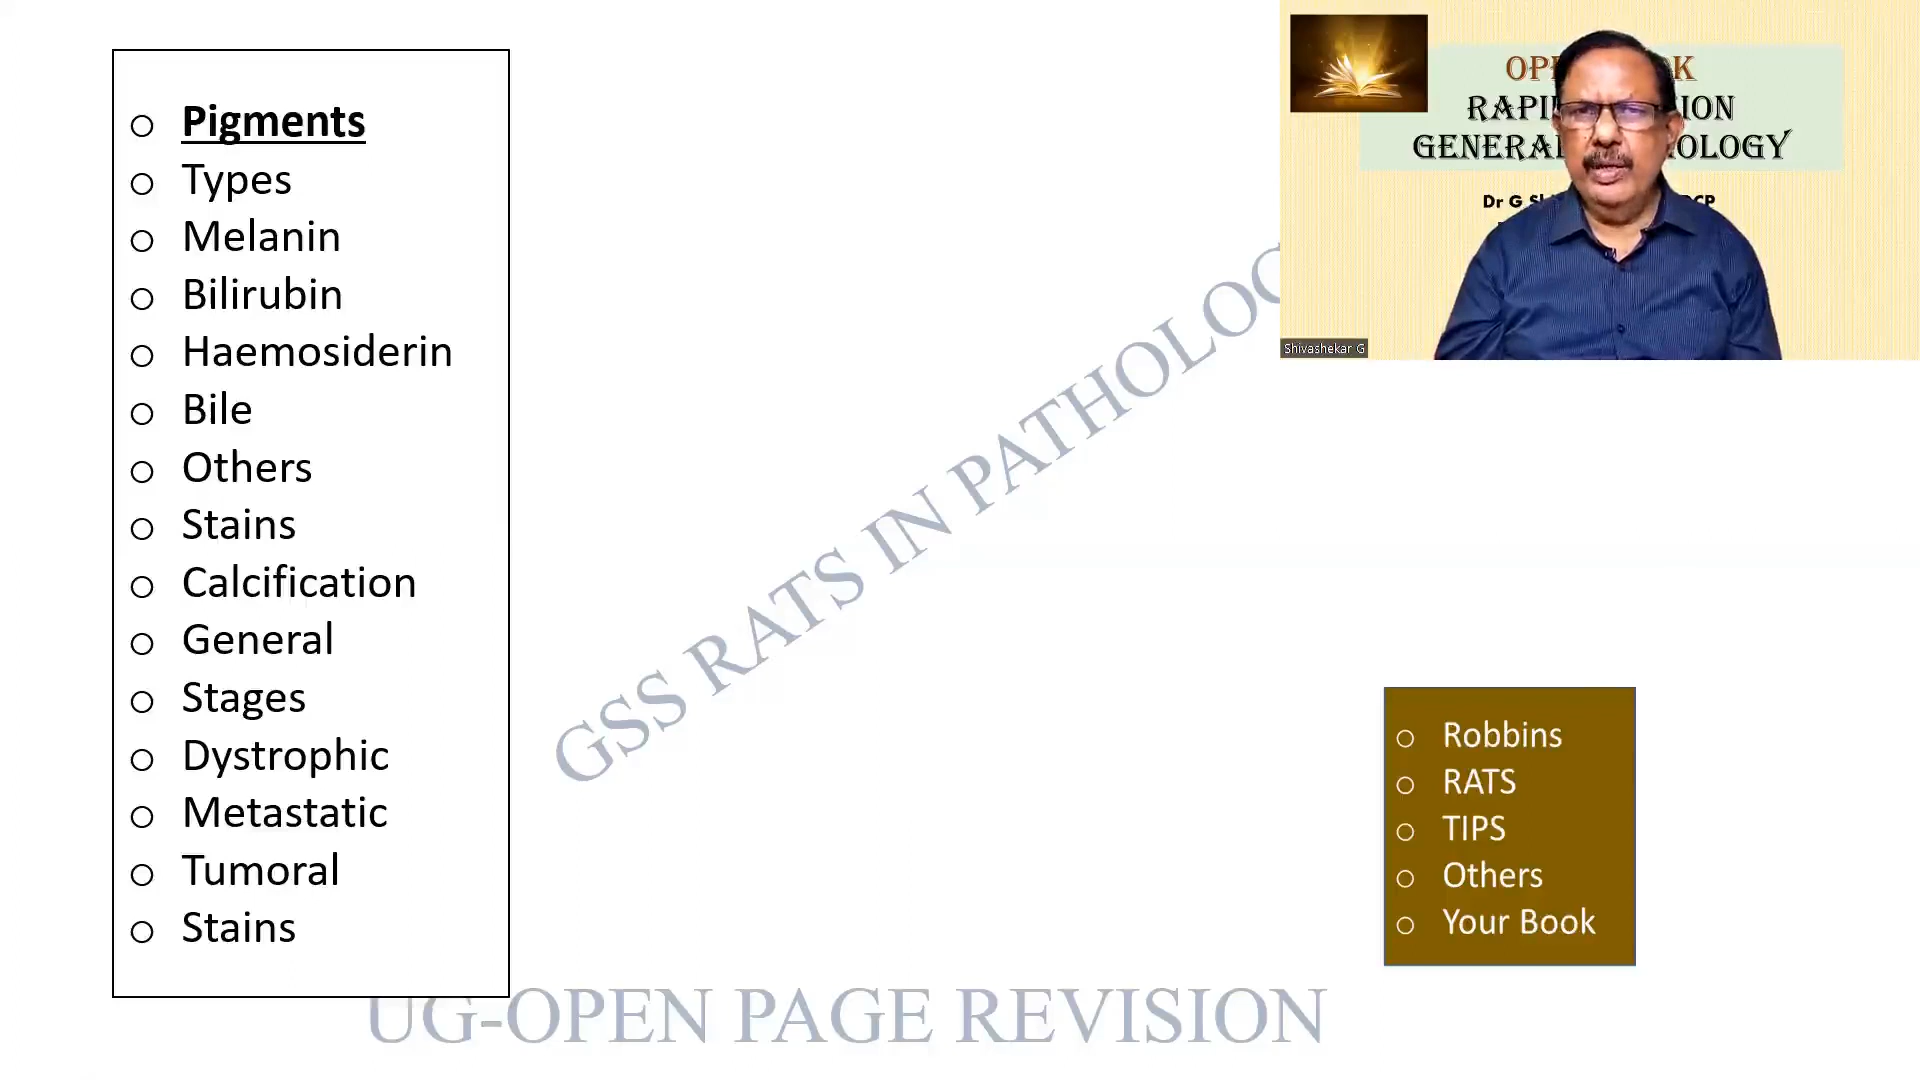 Pigments
Types
Melanin
Bilirubin
Haemosiderin
Bile
Others
Stains
Calcification
General
Stages
Dystrophic
Metastatic
Tumoral
Stains
GSS RATS IN
UG-OPEN PAGE REVISION
Dr G
Shivashekar G
Robbins
RATS
TIPS
Others
Your Book